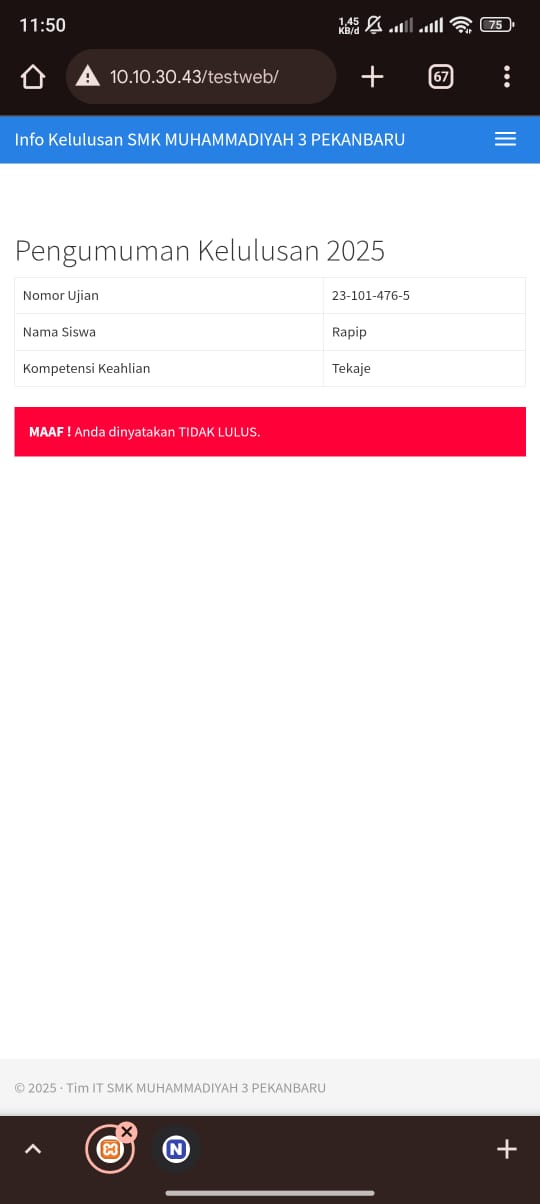 11:50
1,45
KB/d
75
10.10.30.43/testweb/
67
Info Kelulusan SMK MUHAMMADIYAH 3 PEKANBARU
Pengumuman Kelulusan 2025
Nomor Ujian 23-101-476-5
Nama Siswa Rapip
Kompetensi Keahlian Tekaje
MAAF ! Anda dinyatakan TIDAK LULUS.
© 2025 · Tim IT SMK MUHAMMADIYAH 3 PEKANBARU
N